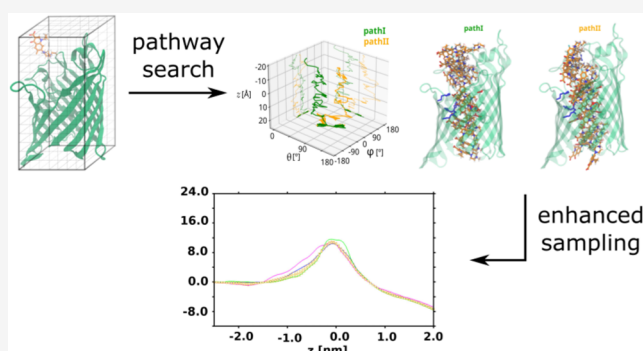 pathway
search
pathI
pathII
-20
-10
0
10
20
z[Å]
0
90
180
θ[°]
-180
-90
0
90
180
φ[°]
pathI
pathII
enhanced
sampling
24.0
16.0
8.0
0.0
-8.0
-2.0
-1.0
0.0
1.0
2.0
z [nm]